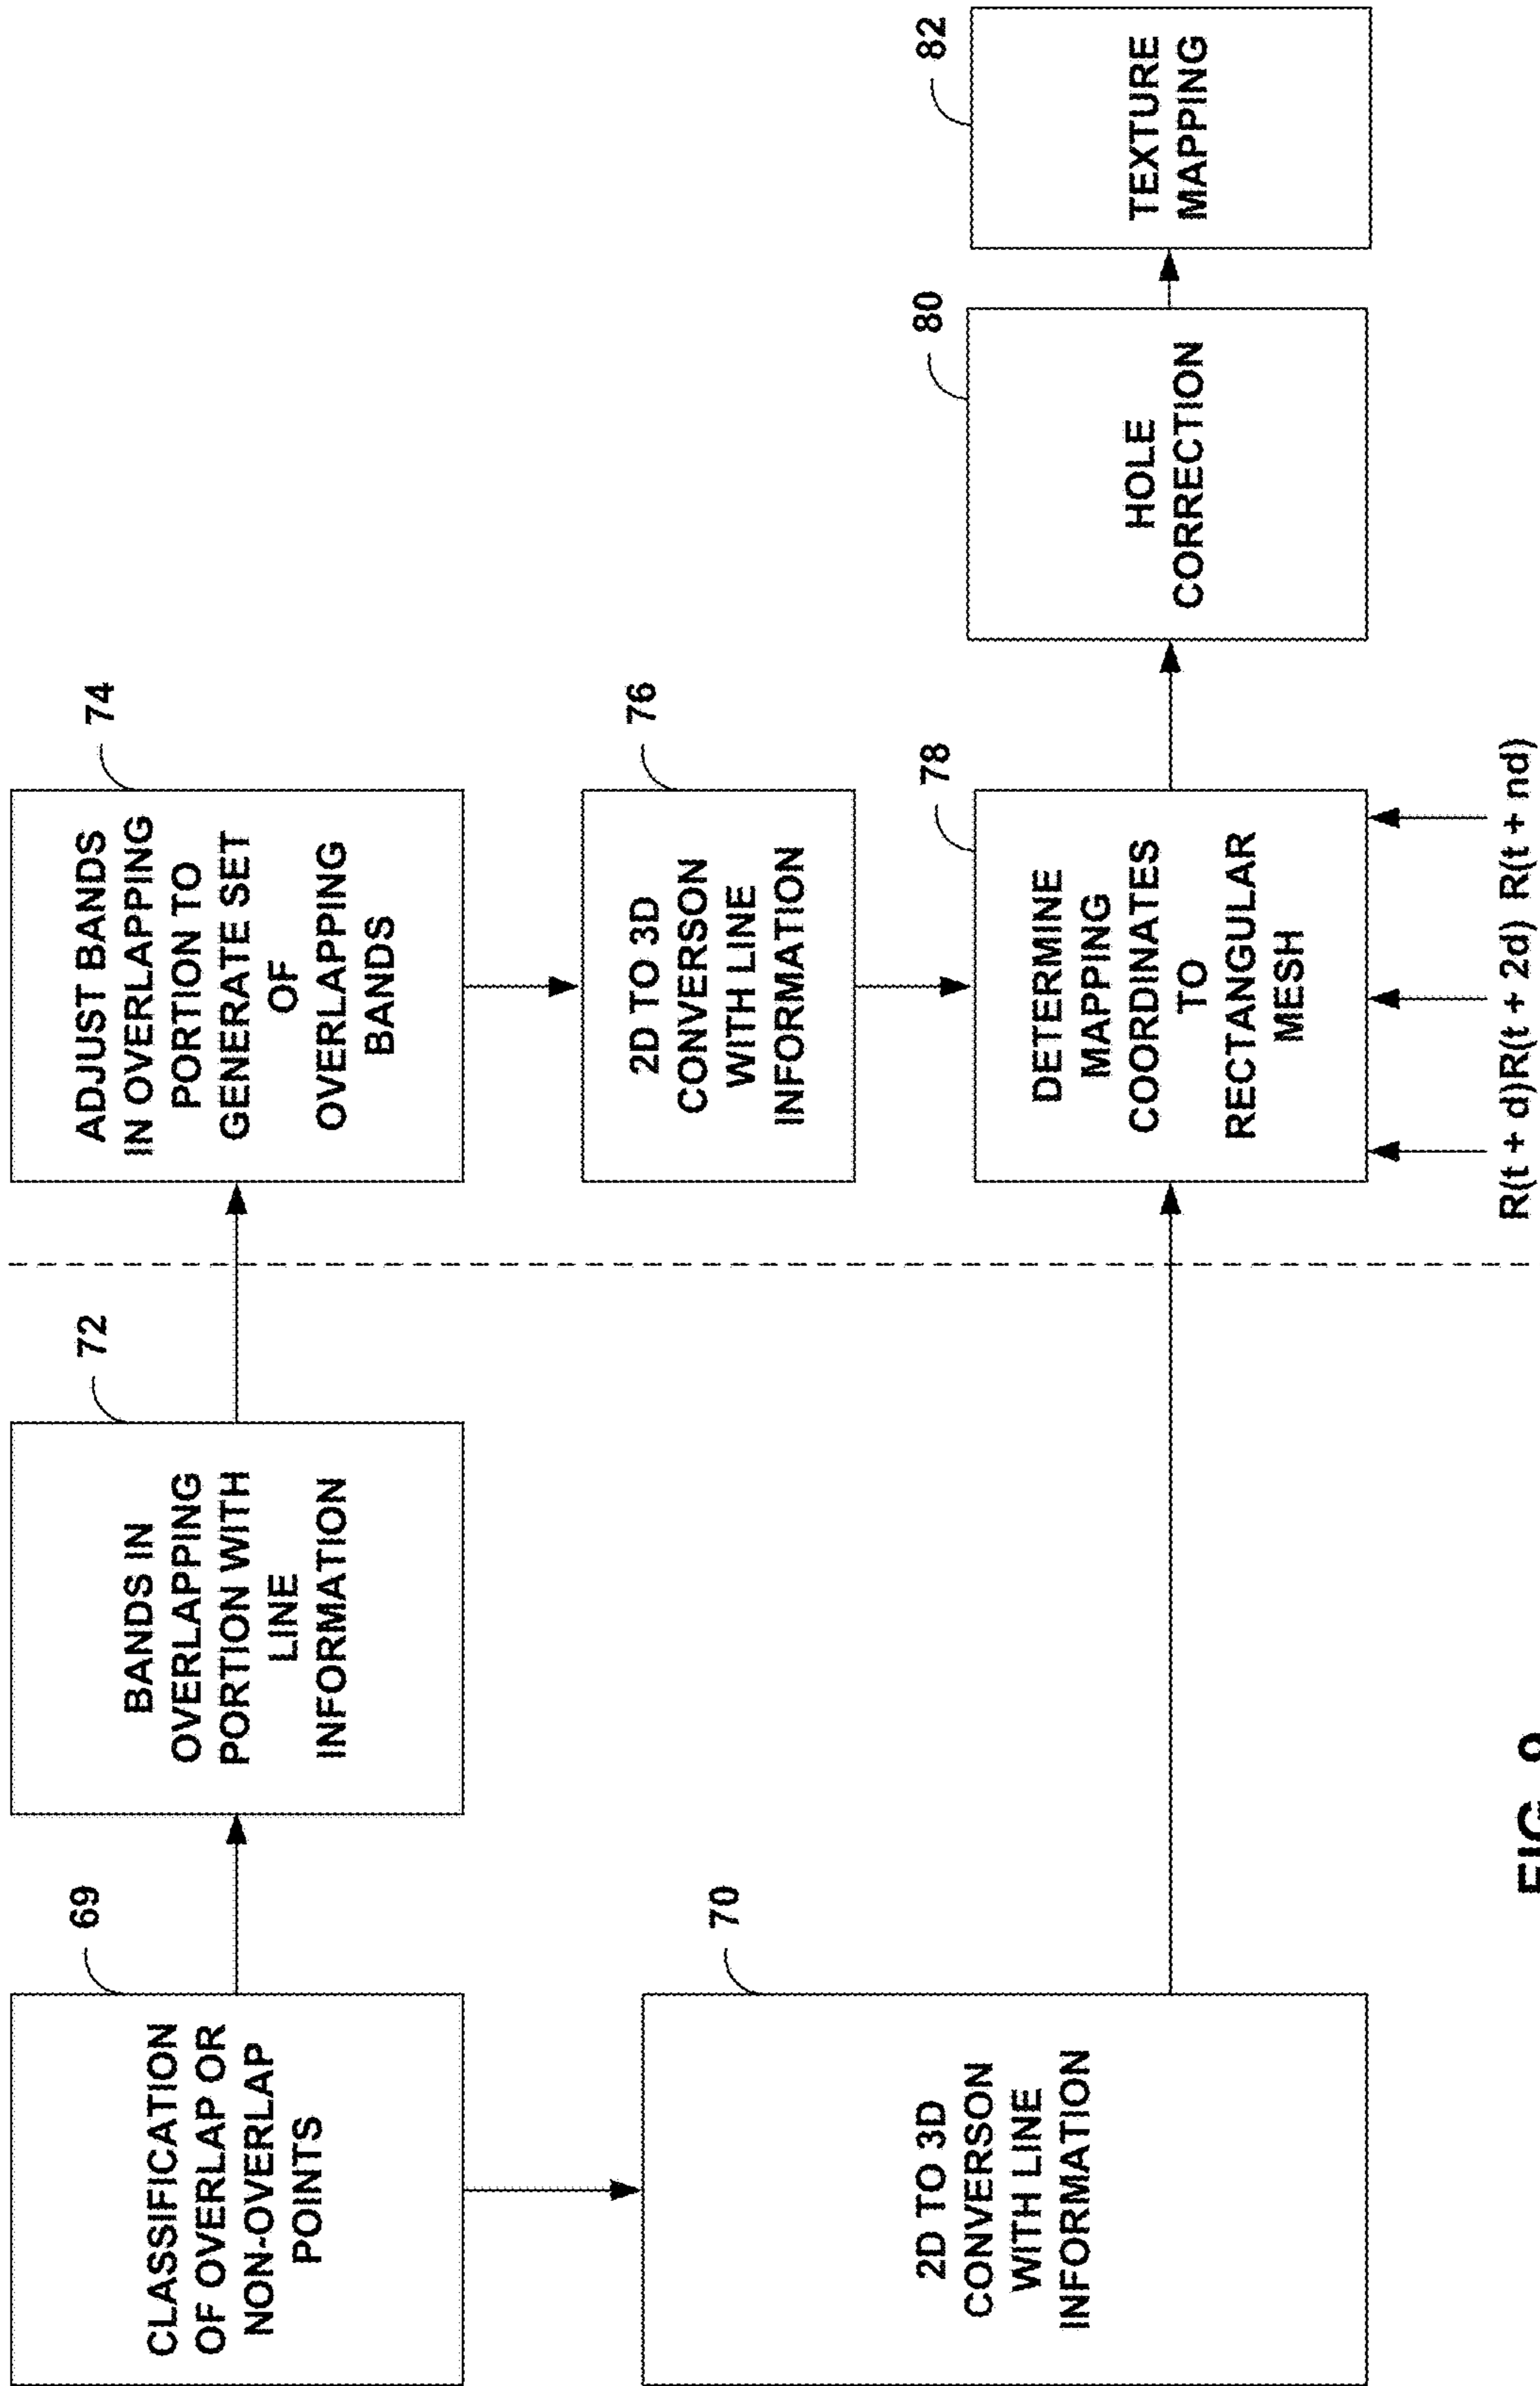 69
CLASSIFICATION
OF OVERLAP OR
NON-OVERLAP
POINTS
72
BANDS IN
OVERLAPPING
PORTION WITH
LINE
INFORMATION
74
ADJUST BANDS
IN OVERLAPPING
PORTION TO
GENERATE SET
OF
OVERLAPPING
BANDS
76
2D TO 3D
CONVERSON
WITH LINE
INFORMATION
70
2D TO 3D
CONVERSON
WITH LINE
INFORMATION
78
DETERMINE
MAPPING
COORDINATES
TO
RECTANGULAR
MESH
80
HOLE
CORRECTION
82
TEXTURE
MAPPING
R(t + d)R(t + 2d) R(t + nd)
FIG.